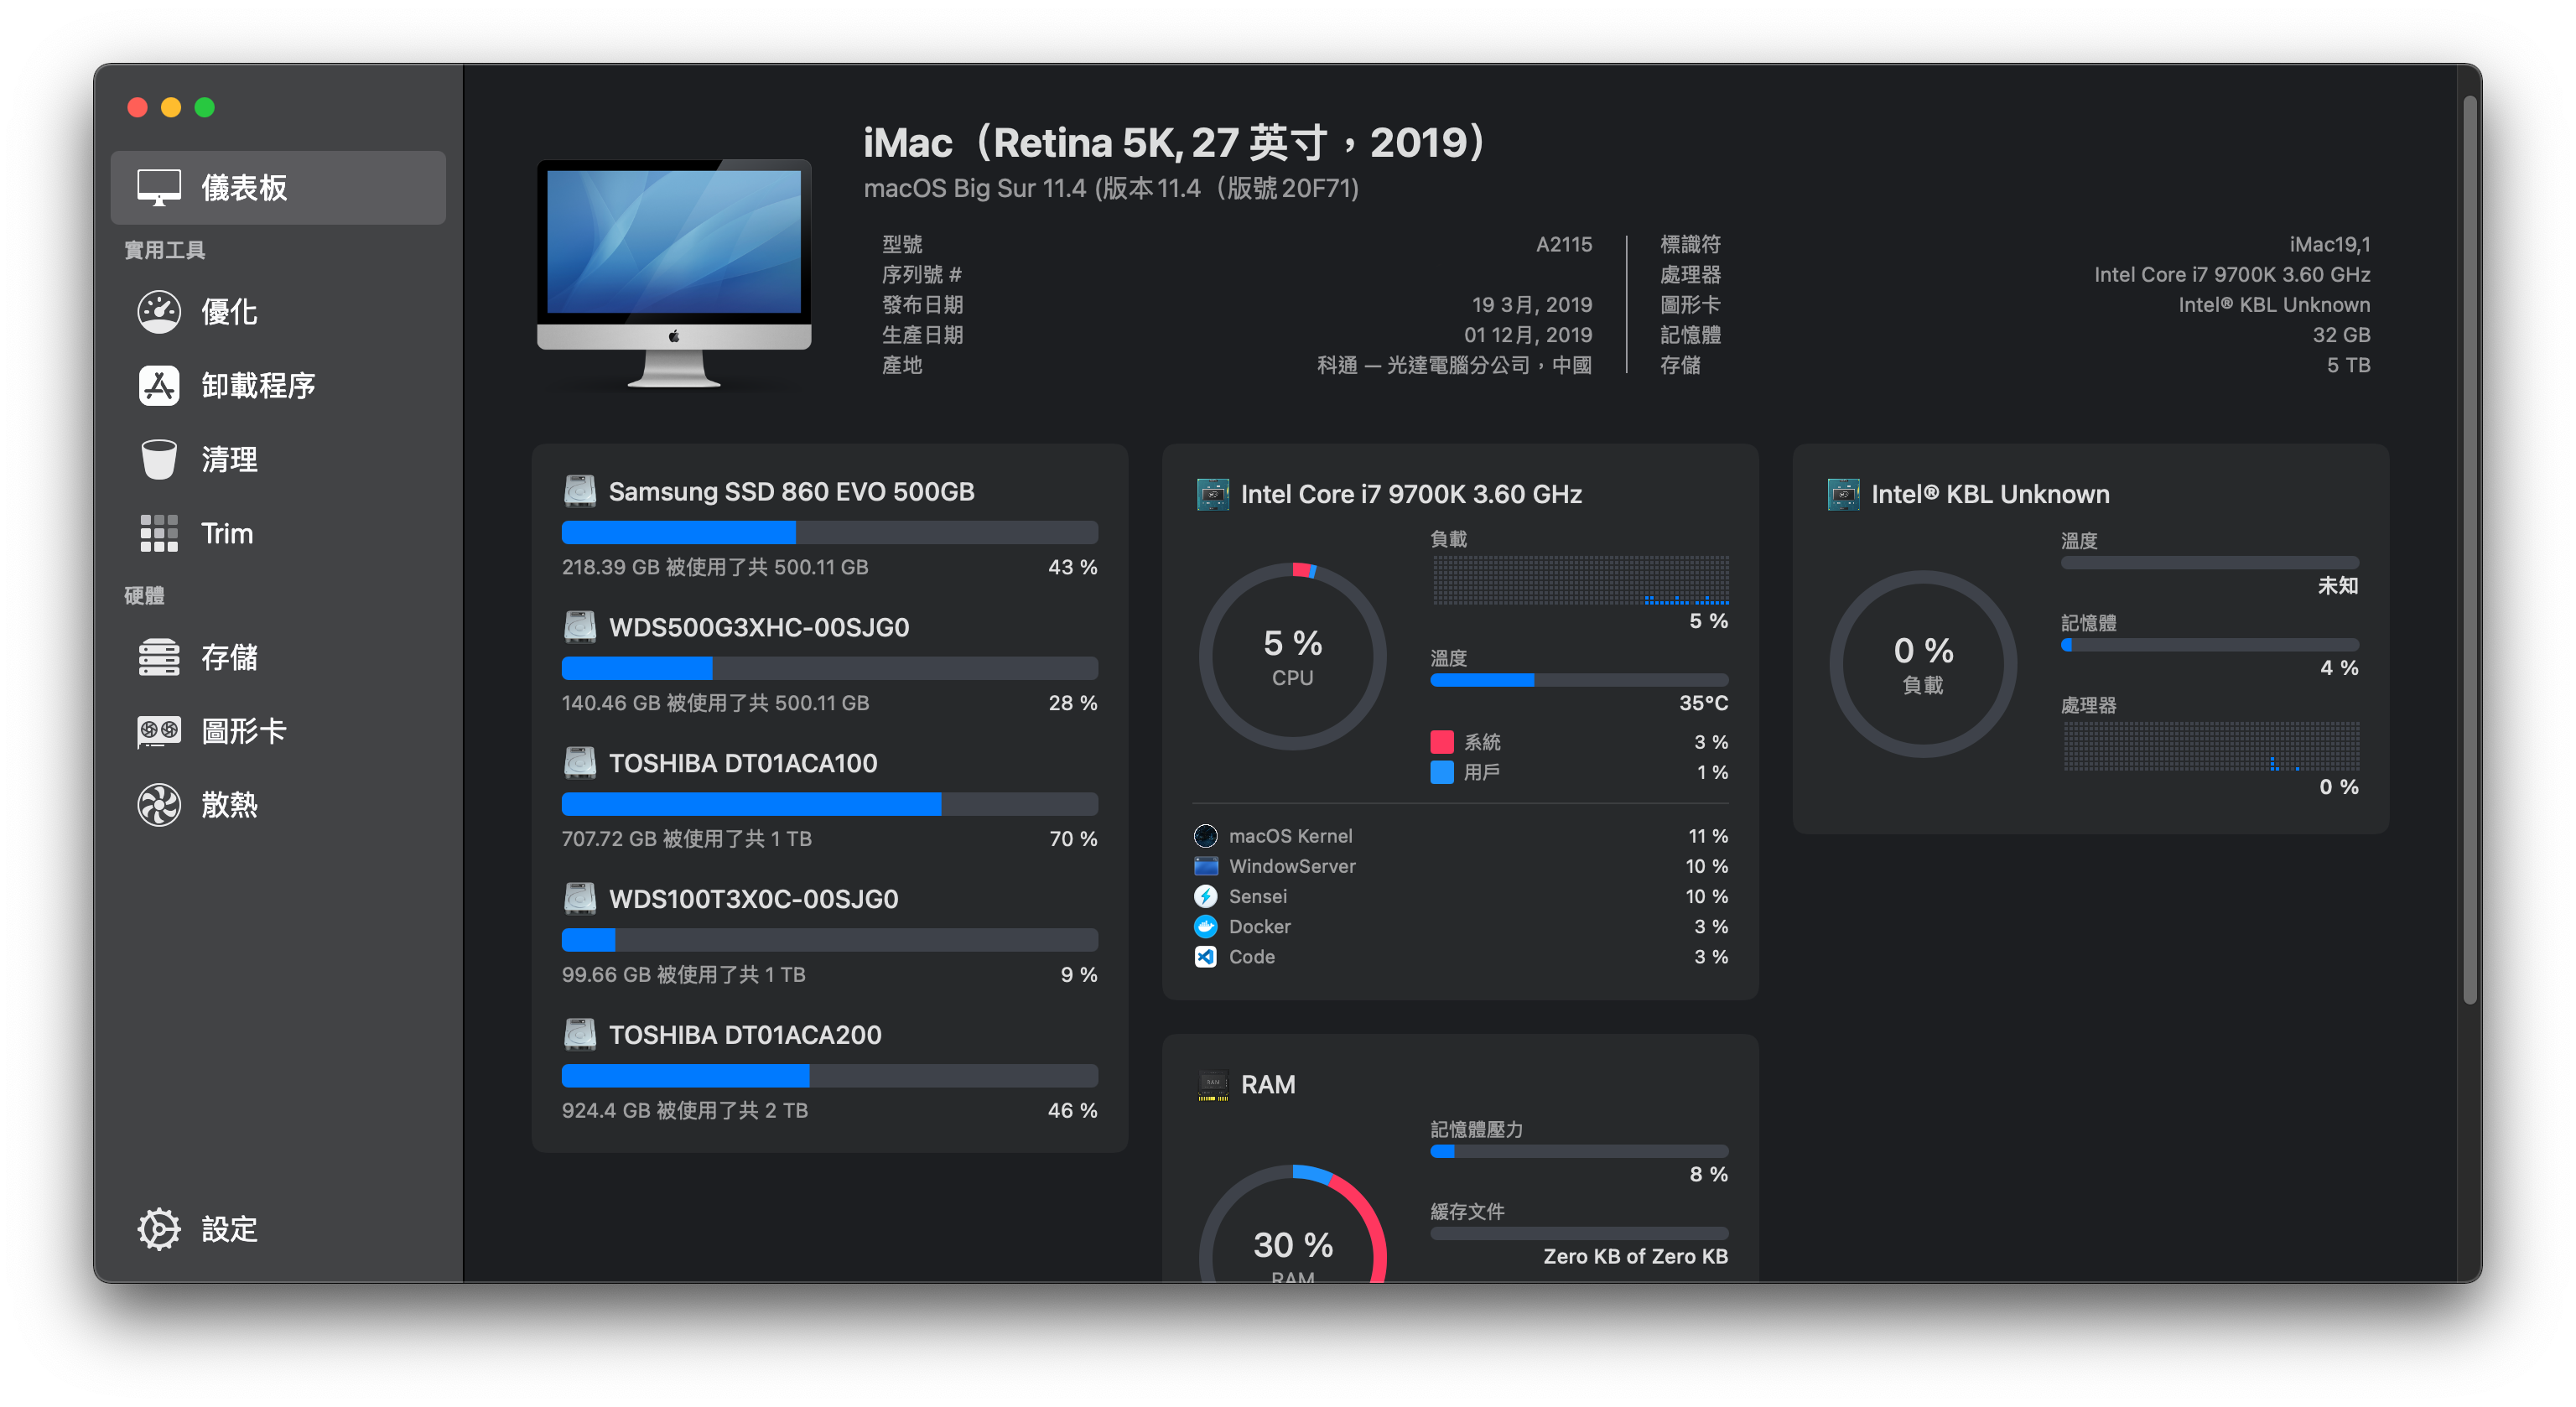 儀表板
實用工具
優化
卸載程序
清理
Trim
硬體
存儲
圖形卡
散熱
設定
iMac（Retina 5K, 27 英寸，2019）
macOS Big Sur 11.4 (版本11.4（版號20F71)
型號 A2115
序列號 #
發布日期 19 3月, 2019
生產日期 01 12月, 2019
產地 科通 — 光達電腦分公司，中國
標識符 iMac19,1
處理器 Intel Core i7 9700K 3.60 GHz
圖形卡 Intel® KBL Unknown
記憶體 32 GB
存儲 5 TB
Samsung SSD 860 EVO 500GB
218.39 GB 被使用了共 500.11 GB 43 %
WDS500G3XHC-00SJG0
140.46 GB 被使用了共 500.11 GB 28 %
TOSHIBA DT01ACA100
707.72 GB 被使用了共 1 TB 70 %
WDS100T3X0C-00SJG0
99.66 GB 被使用了共 1 TB 9 %
TOSHIBA DT01ACA200
924.4 GB 被使用了共 2 TB 46 %
Intel Core i7 9700K 3.60 GHz
5 %
CPU
負載
5 %
溫度
35°C
系統 3 %
用戶 1 %
macOS Kernel 11 %
WindowServer 10 %
Sensei 10 %
Docker 3 %
Code 3 %
RAM
30 %
RAM
記憶體壓力
8 %
緩存文件
Zero KB of Zero KB
Intel® KBL Unknown
0 %
負載
溫度
未知
記憶體
4 %
處理器
0 %